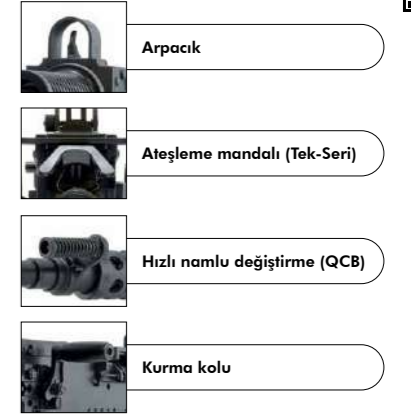 Arpacık
Ateşleme mandalı (Tek-Seri)
Hızlı namlu değiştirme (QCB)
Kurma kolu